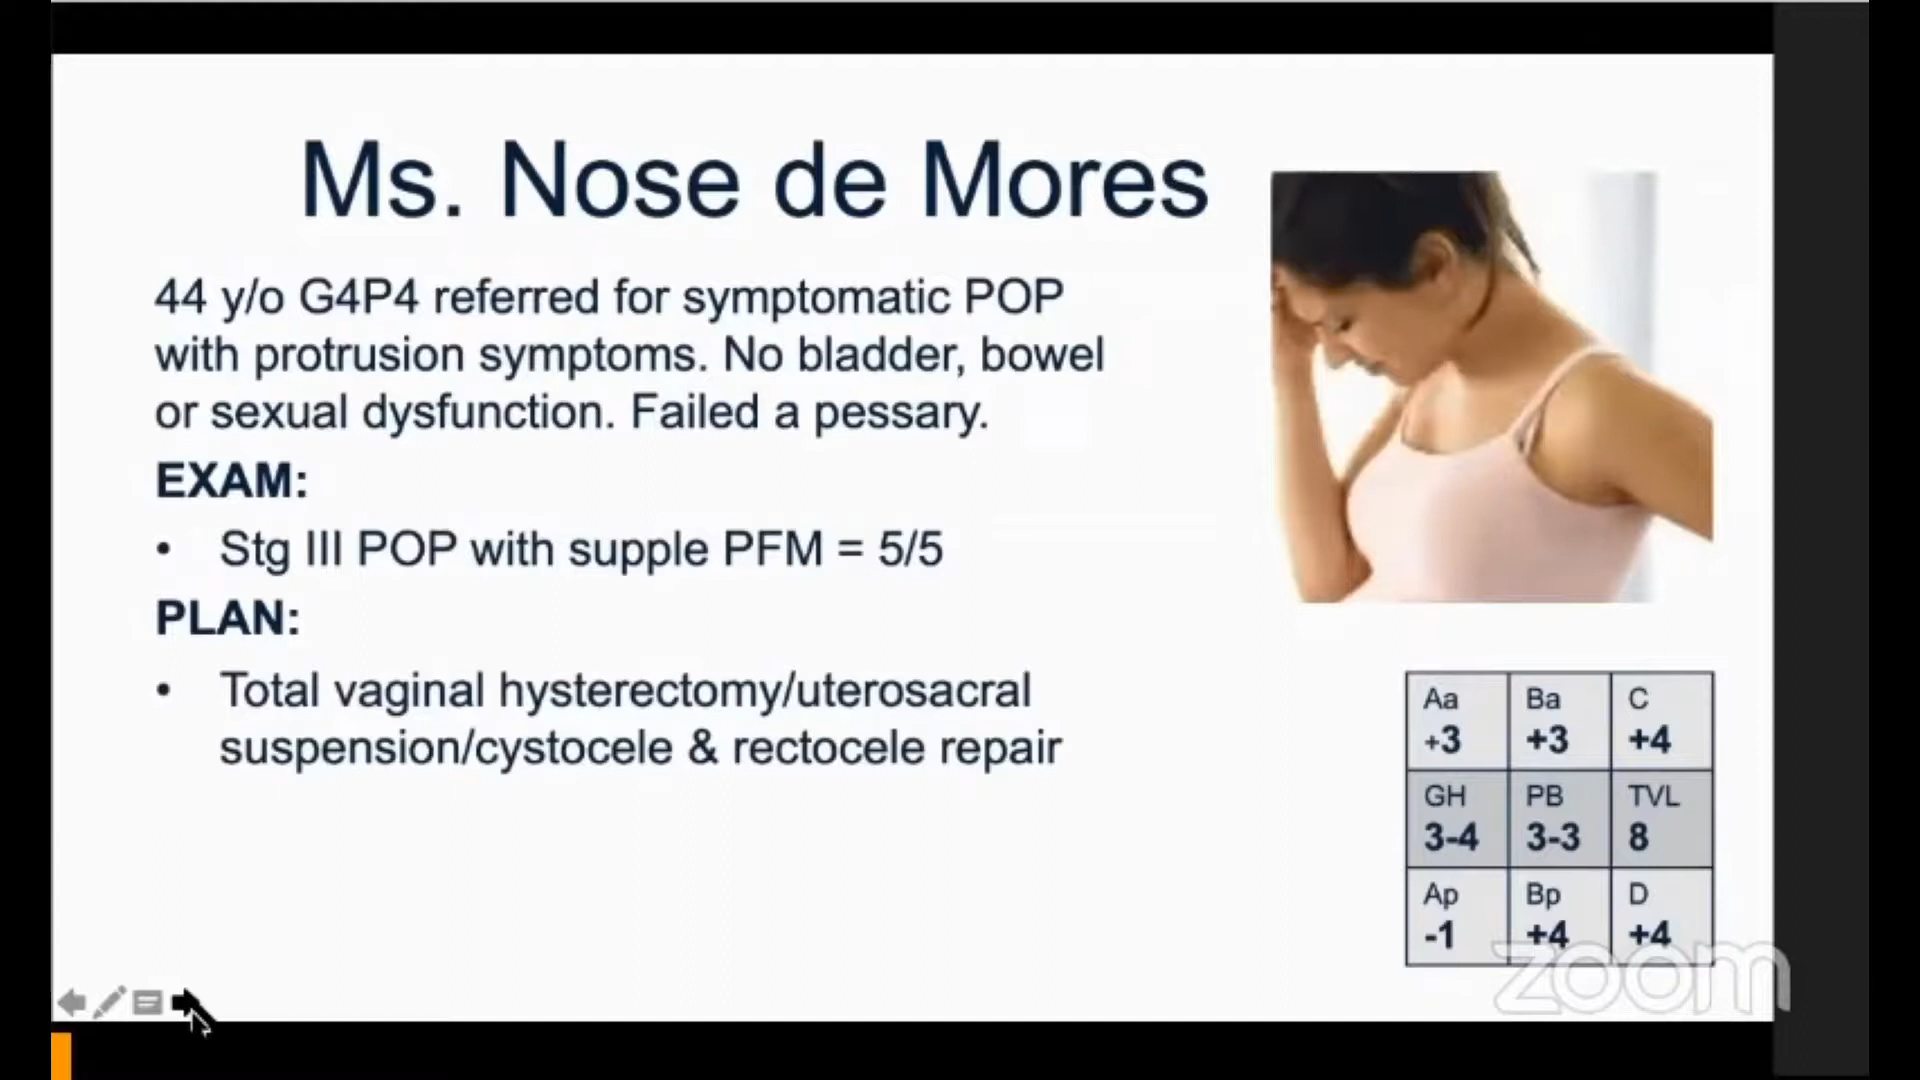 Ms. Nose de Mores
44 y/o G4P4 referred for symptomatic POP
with protrusion symptoms. No bladder, bowel
or sexual dysfunction. Failed a pessary.
EXAM:
• Stg III POP with supple PFM = 5/5
PLAN:
• Total vaginal hysterectomy/uterosacral
suspension/cystocele & rectocele repair
Aa Ba C
+3 +3 +4
GH PB TVL
3-4 3-3 8
Ap Bp D
-1 +4 +4
zoom